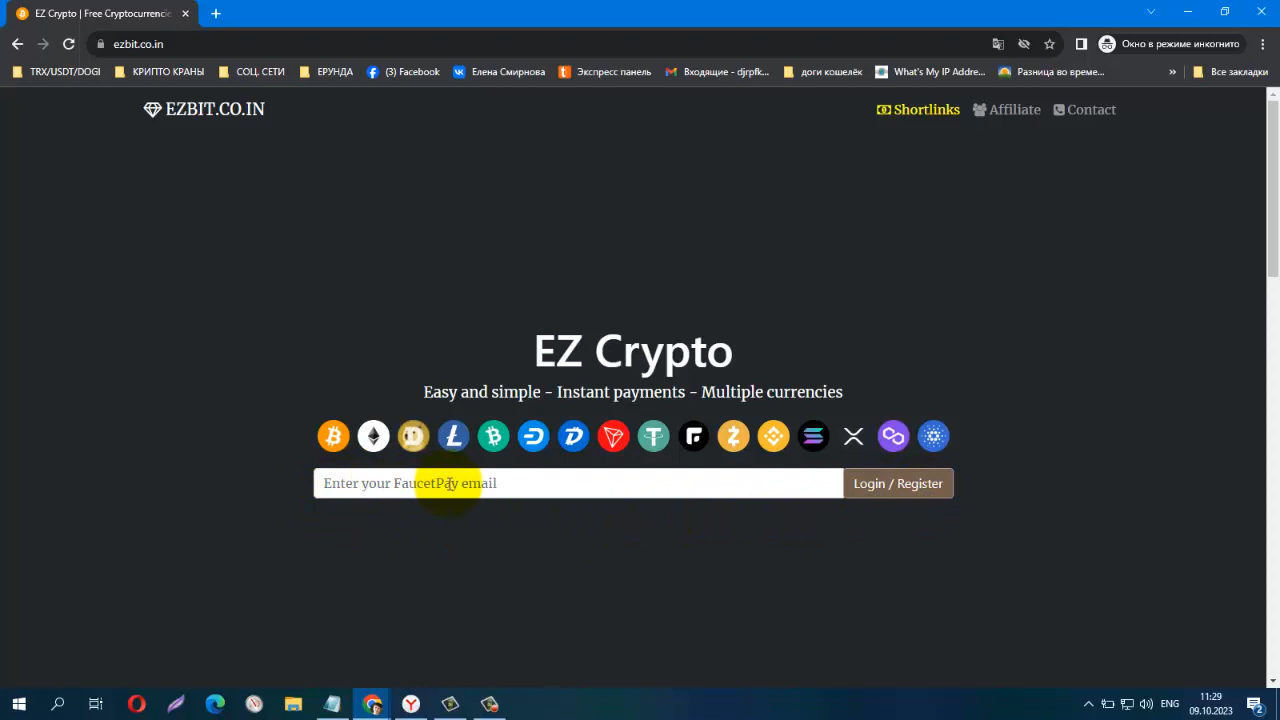 EZ Crypto | Free Cryptocurrencie
ezbit.co.in
Окно в режиме инкогнито
TRX/USDT/DOGI
КРИПТО КРАНЫ
СОЦ. СЕТИ
ЕРУНДА
(3) Facebook
Елена Смирнова
Экспресс панель
Входящие - djrpfk...
доги кошелёк
What's My IP Addre...
Разница во време...
»
Все закладки
EZBIT.CO.IN
Shortlinks
Affiliate
Contact
EZ Crypto
Easy and simple - Instant payments - Multiple currencies
Enter your FaucetPay email
Login / Register
ENG
11:29
09.10.2023
2